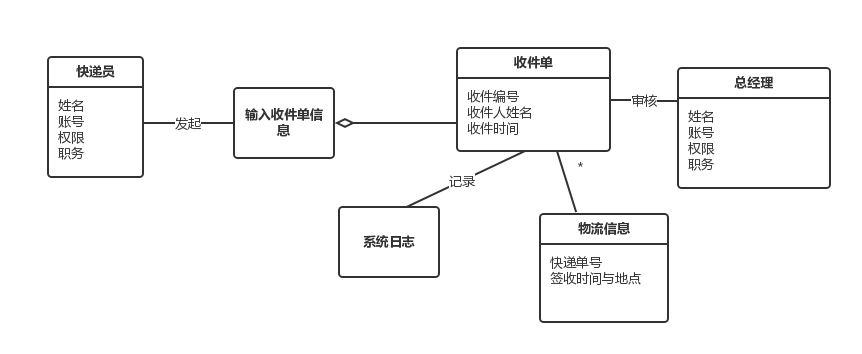 快递员
姓名
账号
权限
职务
发起
输入收件单信
息
收件单
收件编号
收件人姓名
收件时间
审核
总经理
姓名
账号
权限
职务
记录
*
系统日志
物流信息
快递单号
签收时间与地点